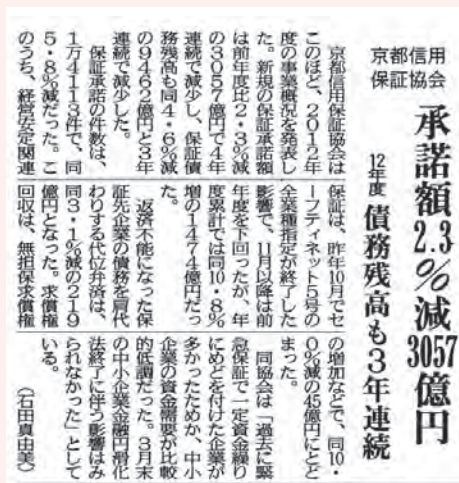 京都信用
保証協会
承諾額2.3%減3057億円
12年度 債務残高も3年連続
京都信用保証協会は
このほど、2012年
度の事業概況を発表し
た。新規の保証承諾額
は前年度比2・3%減
の3057億円で4年
連続で減少し、保証債
務残高も同4・6%減
の9462億円と3年
連続で減少した。
保証承諾の件数は、
1万4113件で、同
5・8%減だった。こ
のうち、経営安定関連
保証は、昨年10月でセ
ーフティネット5号の
全業種指定が終了した
影響で、11月以降は前
年度を下回ったが、年
度累計では同10・8%
増の1474億円だっ
た。
返済不能になった保
証先企業の債務を肩代
わりする代位弁済は、
同3・1%減の219
億円となった。求償権
回収は、無担保求償権
の増加などで、同10・
0%減の45億円にとど
まった。
同協会は「過去に緊
急保証で一定資金繰り
にめどを付けた企業が
多かったためか、中小
企業の資金需要が比較
的低調だった。3月末
の中小企業金融円滑化
法終了に伴う影響はみ
られなかった」として
いる。
(石田真由美)